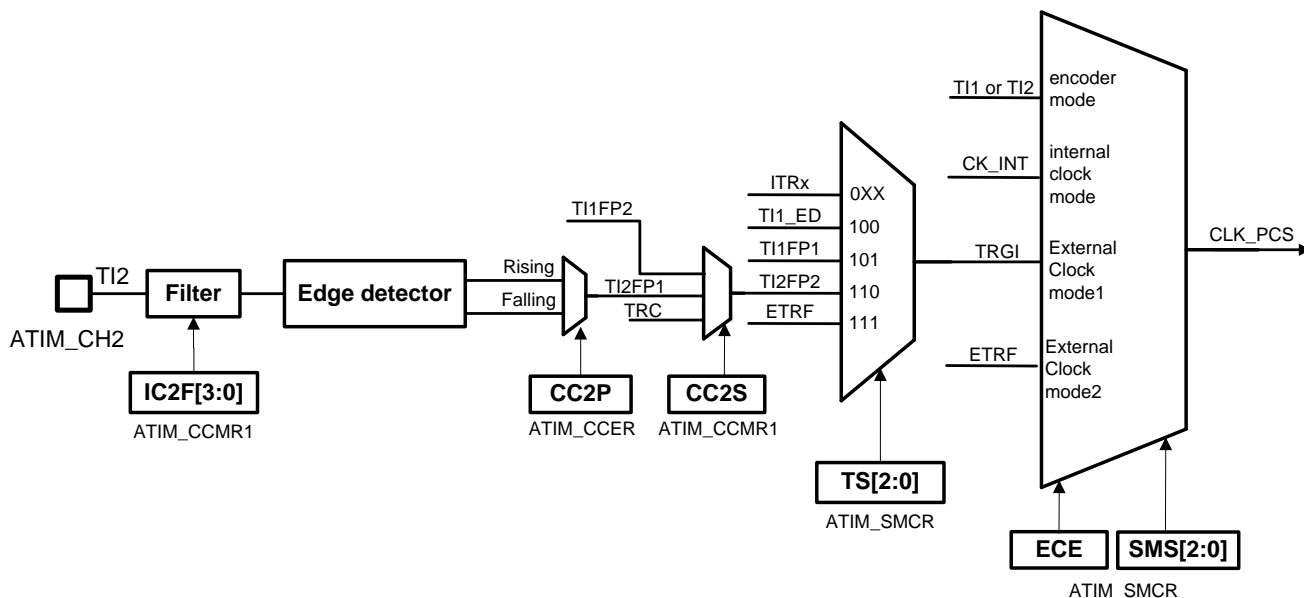 TI1 or TI2
encoder
mode
CK_INT
internal
clock
mode
ITRx
0XX
TI1FP2
TI1_ED
100
TI1FP1
101
TRGI
External
Clock
mode1
CLK_PCS
TI2
Filter
Edge detector
Rising
Falling
TI2FP1
TRC
TI2FP2
110
ETRF
111
ATIM_CH2
ETRF
External
Clock
mode2
IC2F[3:0]
ATIM_CCMR1
CC2P
ATIM_CCER
CC2S
ATIM_CCMR1
TS[2:0]
ATIM_SMCR
ECE
SMS[2:0]
ATIM_SMCR